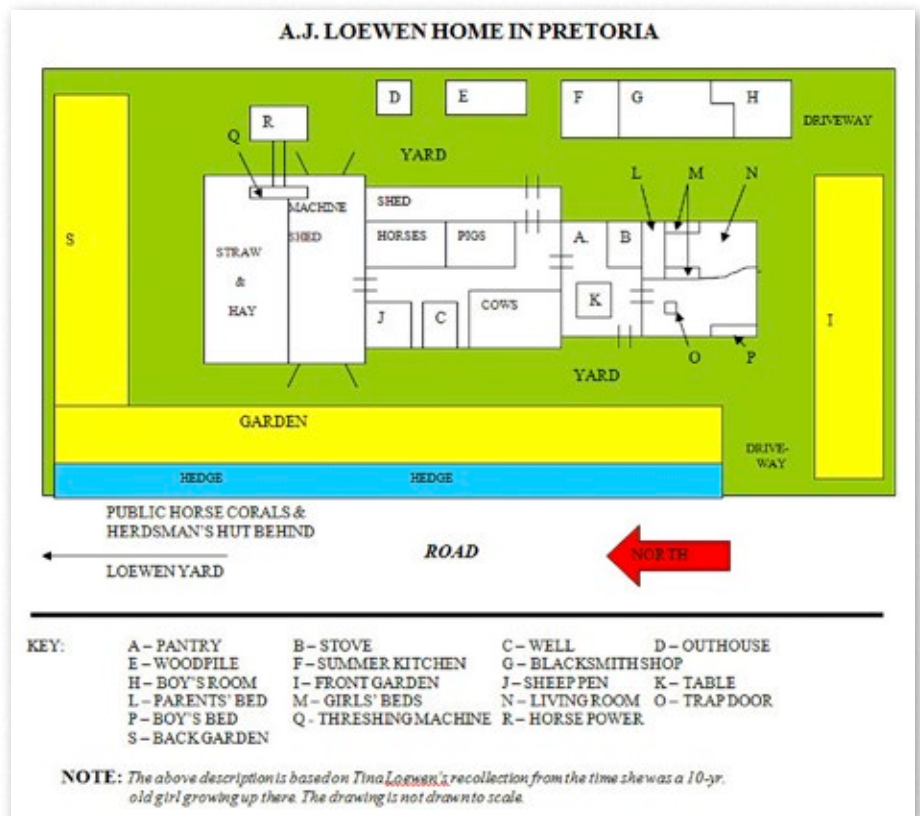 A.J. LOEWEN HOME IN PRETORIA
D
E
F
G
H
DRIVEWAY
R
Q
YARD
L
M
N
MACHINE
SHED
SHED
S
STRAW
&
HAY
HORSES
PIGS
A.
B
J
C
COWS
K
I
O
P
YARD
GARDEN
DRIVE-
WAY
HEDGE HEDGE
PUBLIC HORSE CORALS &
HERDSMAN'S HUT BEHIND
LOEWEN YARD
ROAD
NORTH
KEY: A – PANTRY B – STOVE C – WELL D – OUTHOUSE
E – WOODPILE F – SUMMER KITCHEN G – BLACKSMITH SHOP
H – BOY'S ROOM I – FRONT GARDEN J – SHEEP PEN K – TABLE
L – PARENTS' BED M – GIRLS' BEDS N – LIVING ROOM O – TRAP DOOR
P – BOY'S BED Q - THRESHING MACHINE R – HORSE POWER
S – BACK GARDEN
NOTE: The above description is based on Tina Loewen's recollection from the time she was a 10-yr.
old girl growing up there. The drawing is not drawn to scale.